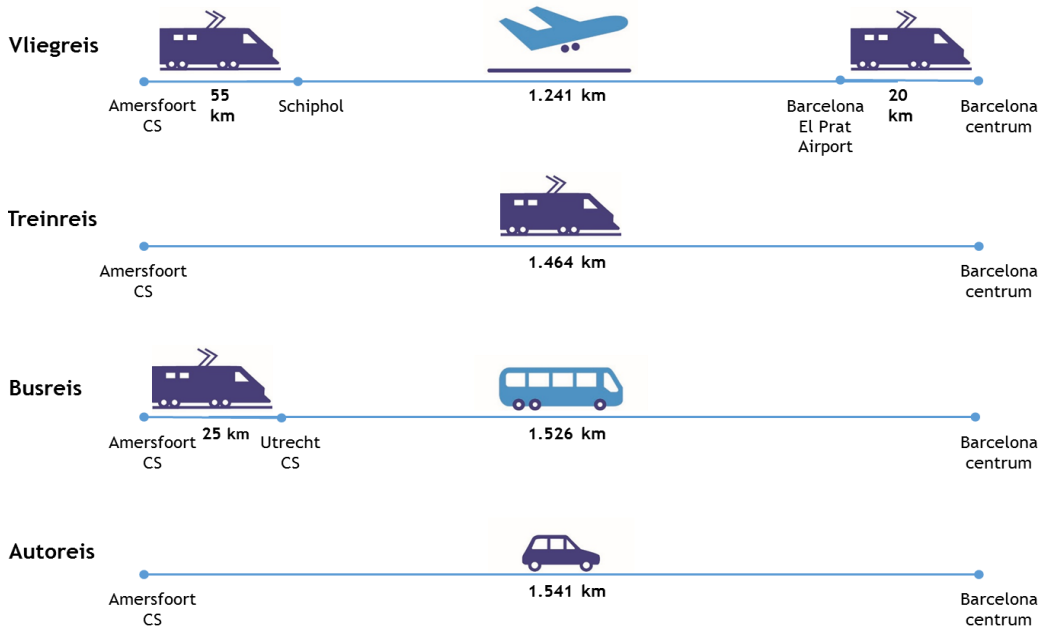 Vliegreis
Amersfoort
CS
55
km
Schiphol
1.241 km
Barcelona
El Prat
Airport
20
km
Barcelona
centrum
Treinreis
Amersfoort
CS
1.464 km
Barcelona
centrum
Busreis
Amersfoort
CS
25 km
Utrecht
CS
1.526 km
Barcelona
centrum
Autoreis
Amersfoort
CS
1.541 km
Barcelona
centrum